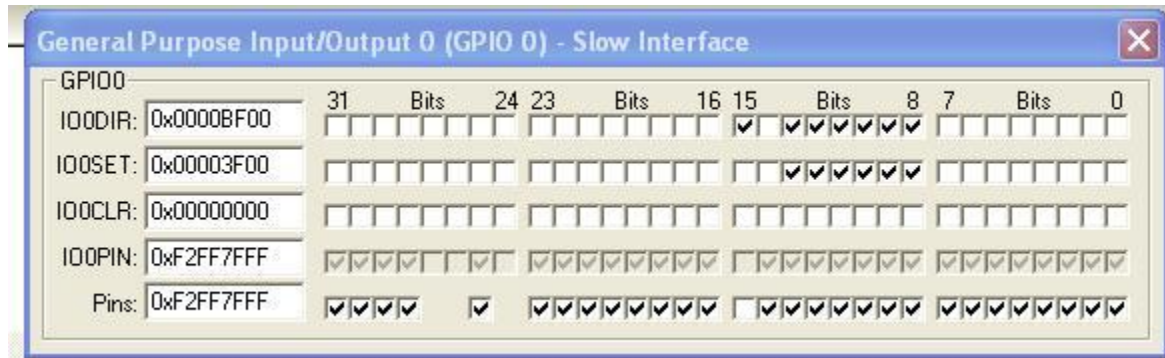 General Purpose Input/Output 0 (GPIO 0) - Slow Interface
GPIO0
31 Bits 24 23 Bits 16 15 Bits 8 7 Bits 0
IO0DIR: 0x0000BF00
IO0SET: 0x00003F00
IO0CLR: 0x00000000
IO0PIN: 0xF2FF7FFF
Pins: 0xF2FF7FFF